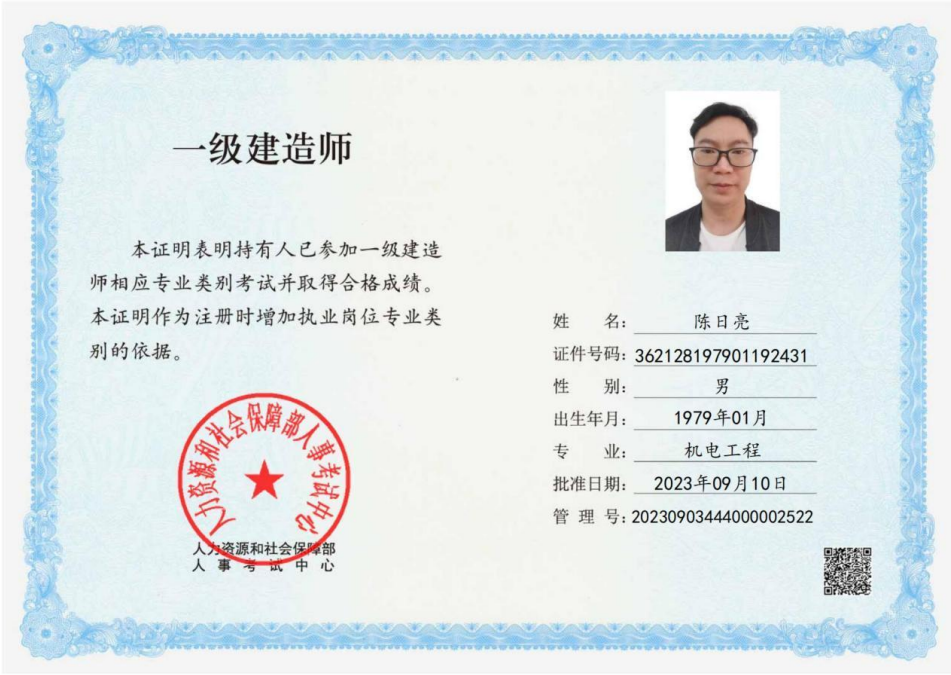 一级建造师
本证明表明持有人已参加一级建造
师相应专业类别考试并取得合格成绩。
本证明作为注册时增加执业岗位专业类
别的依据。
人力资源和社会保障部人事考试中心
人力资源和社会保障部
人事考试中心
姓 名：陈日亮
证件号码：362128197901192431
性 别：男
出生年月：1979年01月
专 业：机电工程
批准日期：2023年09月10日
管 理 号：20230903444000002522